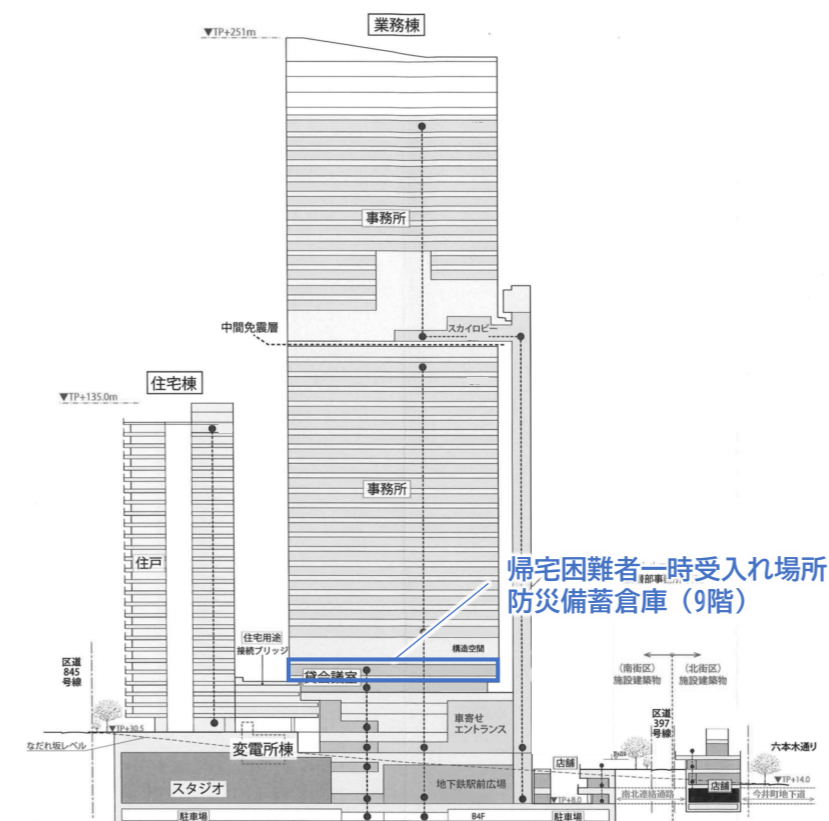 業務棟
▼TP+251m
事務所
中間免震層
スカイロビー
住宅棟
▼TP+135.0m
事務所
住戸
帰宅困難者一時受入れ場所
防災備蓄倉庫（9階）
住宅用途
接続ブリッジ
構造空間
貸会議室
（南街区）
施設建築物
（北街区）
施設建築物
区道
845
号線
区道
397
号線
車寄せ
エントランス
▼TP+30.5
なだれ坂レベル
変電所棟
六本木通り
店舗
スタジオ
地下鉄駅前広場
▼TP+8.0
店舗
▼TP+14.0
南北連絡通路
今井町地下道
駐車場
B4F
駐車場